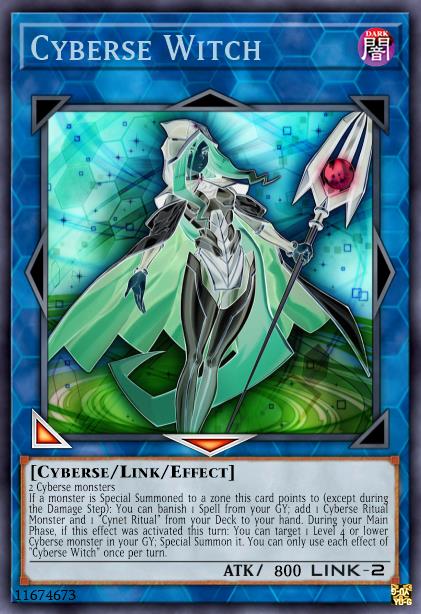 Cyberse Witch
DARK
闇
[Cyberse/Link/Effect]
2 Cyberse monsters
If a monster is Special Summoned to a zone this card points to (except during
the Damage Step): You can banish 1 Spell from your GY; add 1 Cyberse Ritual
Monster and 1 "Cynet Ritual" from your Deck to your hand. During your Main
Phase, if this effect was activated this turn: You can target 1 Level 4 or lower
Cyberse monster in your GY; Special Summon it. You can only use each effect of
"Cyberse Witch" once per turn.
ATK/ 800 LINK-2
11674673